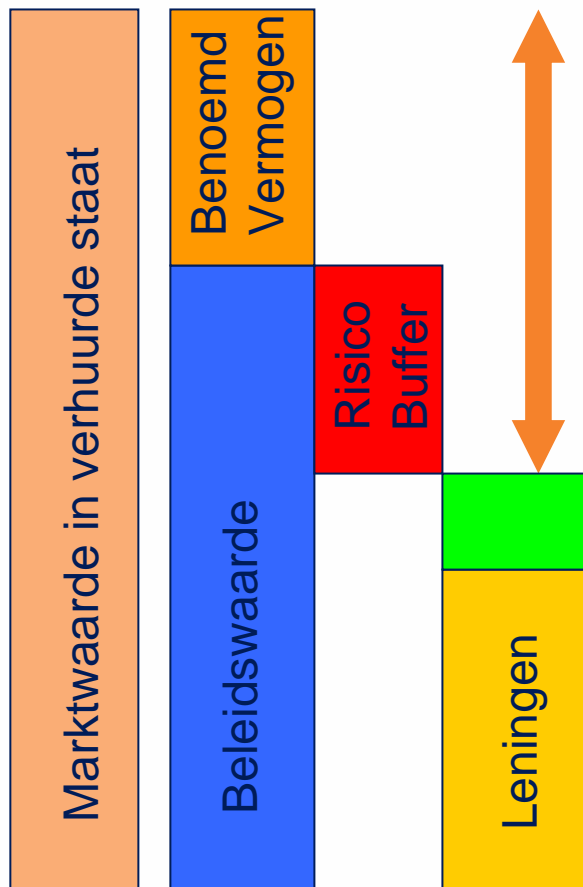 Marktwaarde in verhuurde staat
Benoemd
Vermogen
Beleidswaarde
Risico
Buffer
Leningen